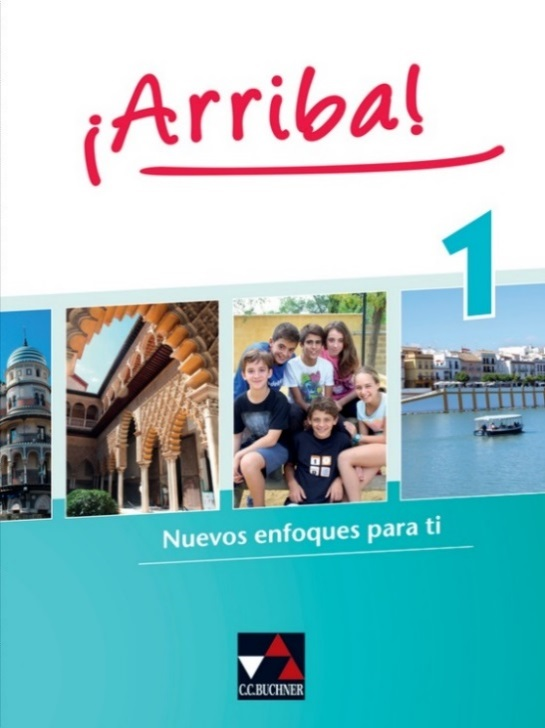 ¡Arriba!
1
Nuevos enfoques para ti
C.C.BUCHNER